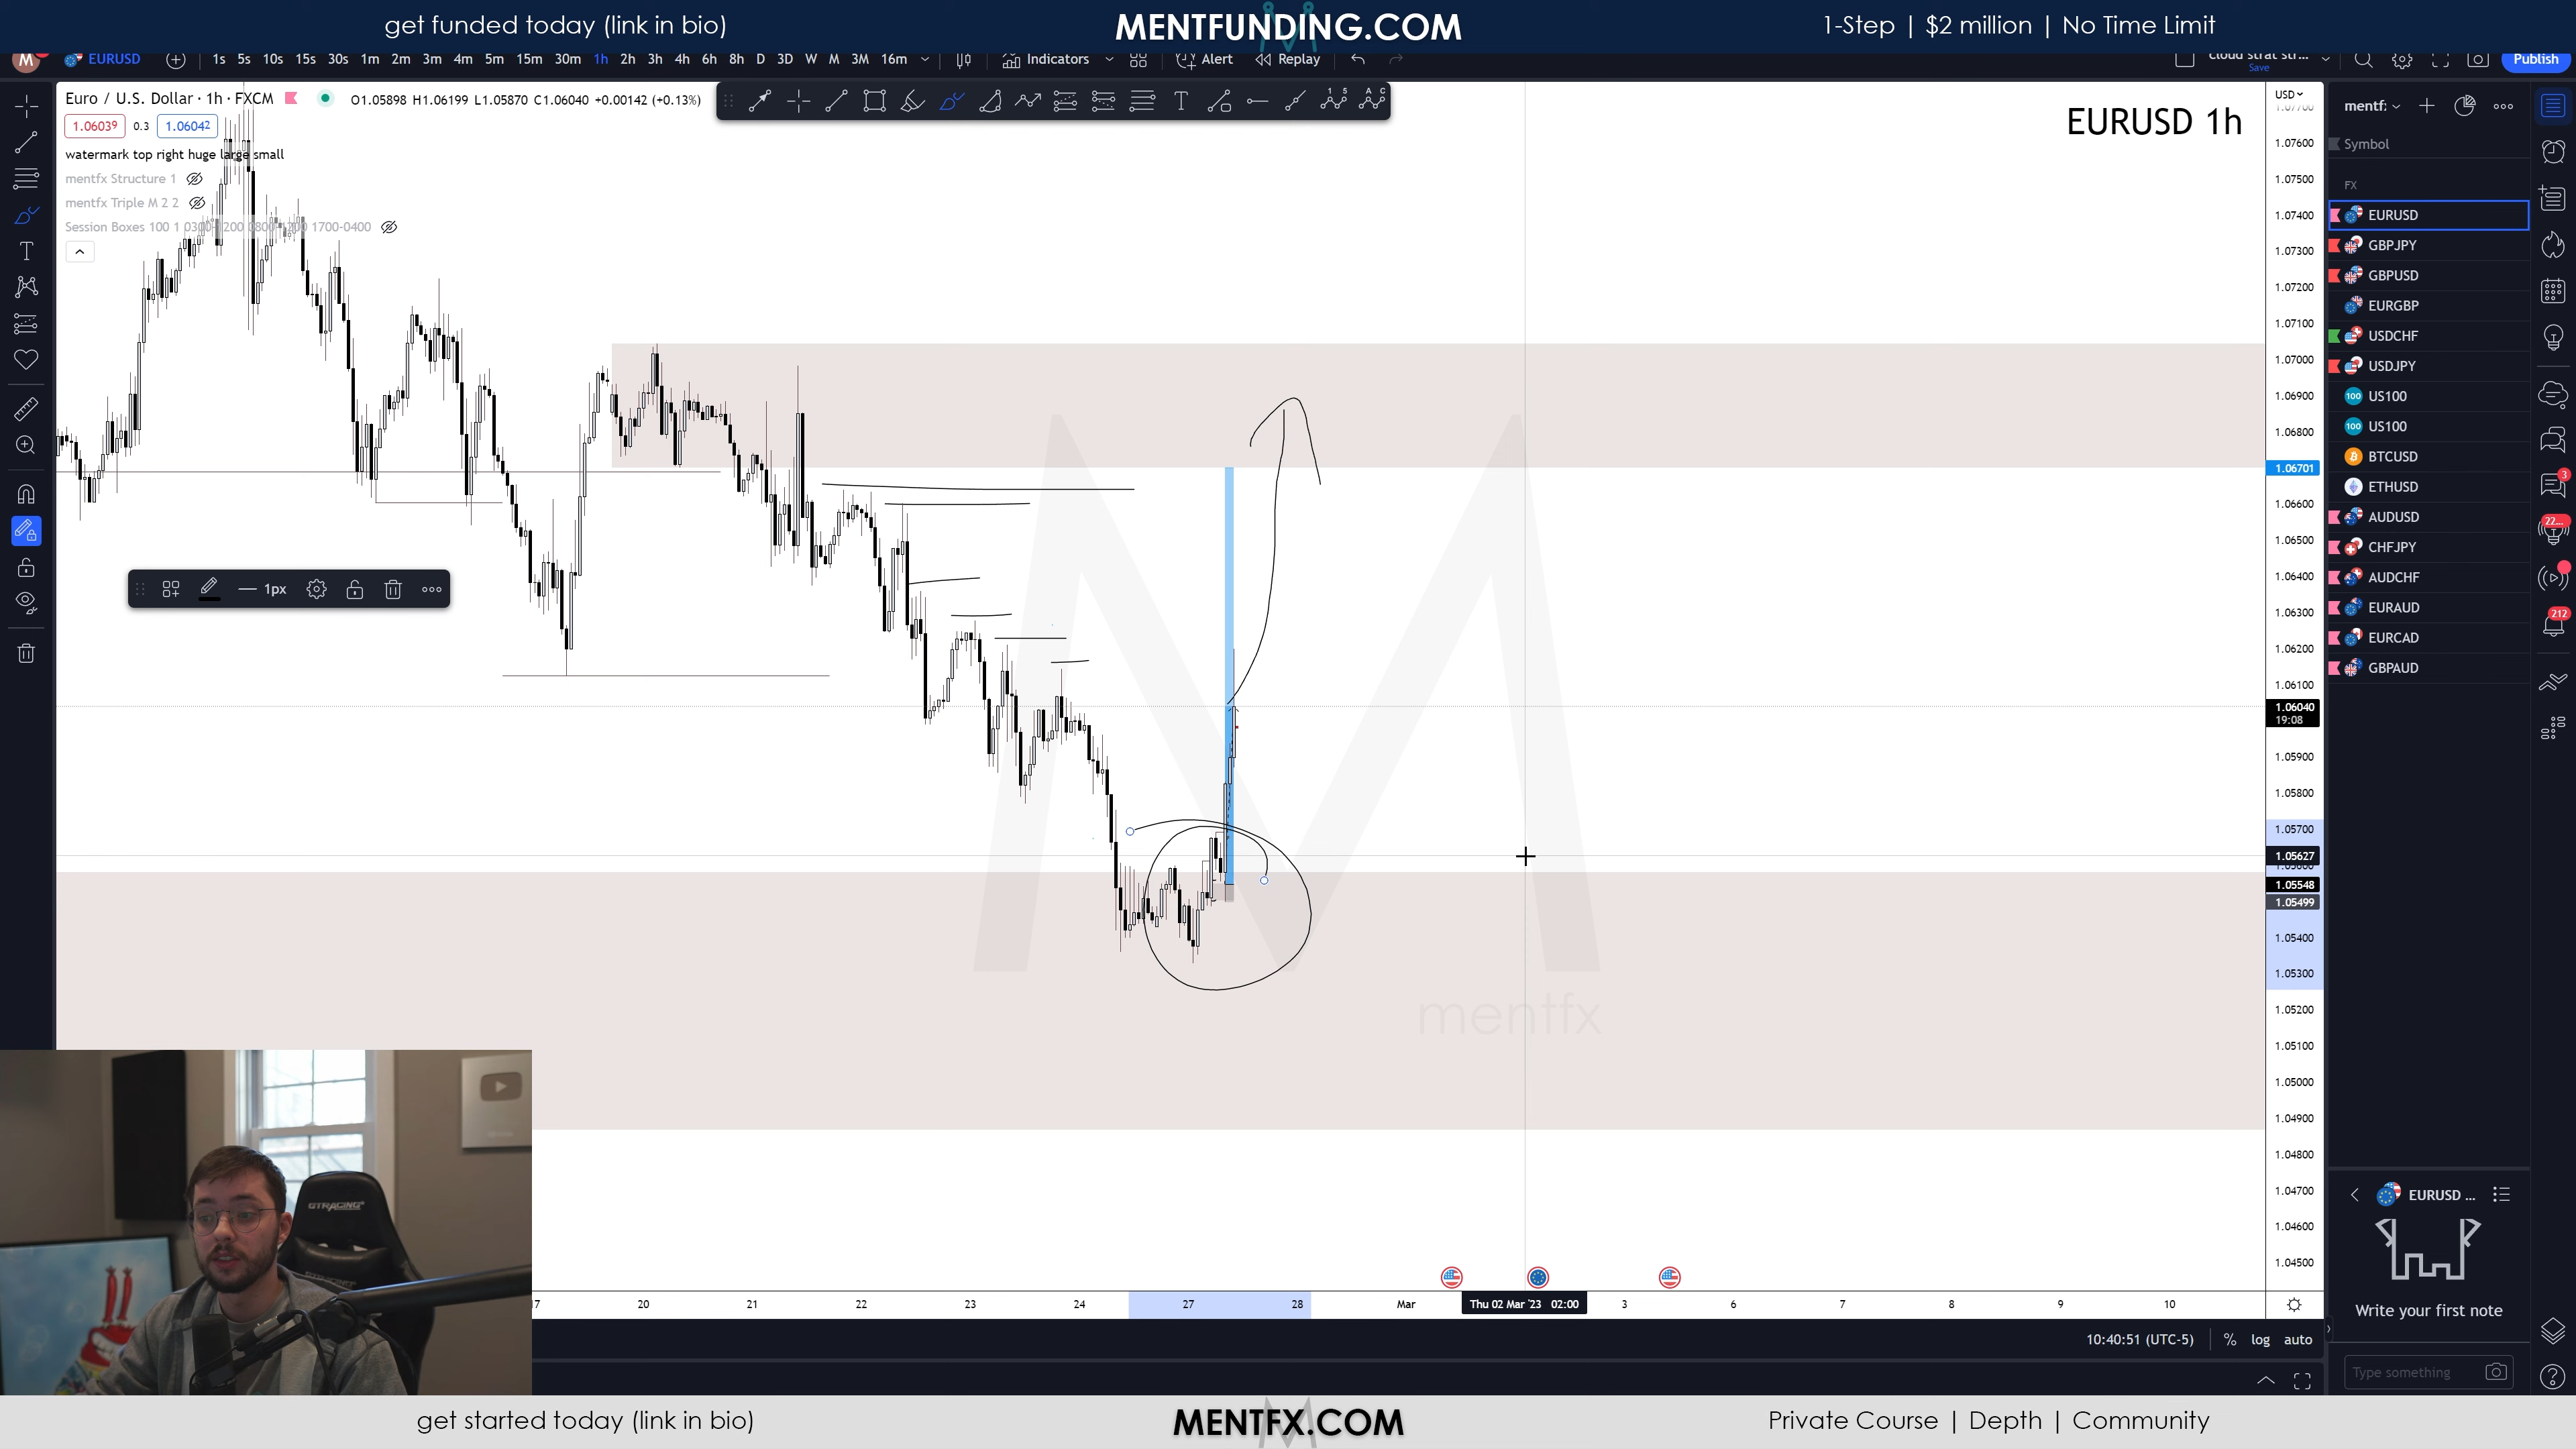 get funded today (link in bio)
MENTFUNDING.COM
1-Step | $2 million | No Time Limit
M
EURUSD
1s 5s 10s 15s 30s 1m 2m 3m 4m 5m 15m 30m 1h 2h 3h 4h 6h 8h D 3D W M 3M 16m
Indicators
Alert
Replay
Save
Publish
Euro / U.S. Dollar · 1h · FXCM
O1.05898 H1.06199 L1.05870 C1.06040 +0.00142 (+0.13%)
1.06039 0.3 1.06042
watermark top right huge large small
mentfx Structure 1
mentfx Triple M 2 2
EURUSD 1h
1px
mentfx
USD
1.07600
1.07500
1.07400
1.07300
1.07200
1.07100
1.07000
1.06900
1.06800
1.06701
1.06600
1.06500
1.06400
1.06300
1.06200
1.06100
1.06040
19:08
1.05900
1.05800
1.05700
1.05627
1.05548
1.05499
1.05400
1.05300
1.05200
1.05100
1.05000
1.04900
1.04800
1.04700
1.04600
1.04500
17 20 21 22 23 24 27 28 Mar Thu 02 Mar '23 02:00 3 6 7 8 9 10
10:40:51 (UTC-5) % log auto
mentf:
Symbol
FX
EURUSD
GBPJPY
GBPUSD
EURGBP
USDCHF
USDJPY
100 US100
100 US100
BTCUSD
ETHUSD
AUDUSD
CHFJPY
AUDCHF
EURAUD
EURCAD
GBPAUD
3
22...
212
EURUSD ...
Write your first note
Type something
GTRACING
get started today (link in bio)
MENTFX.COM
Private Course | Depth | Community